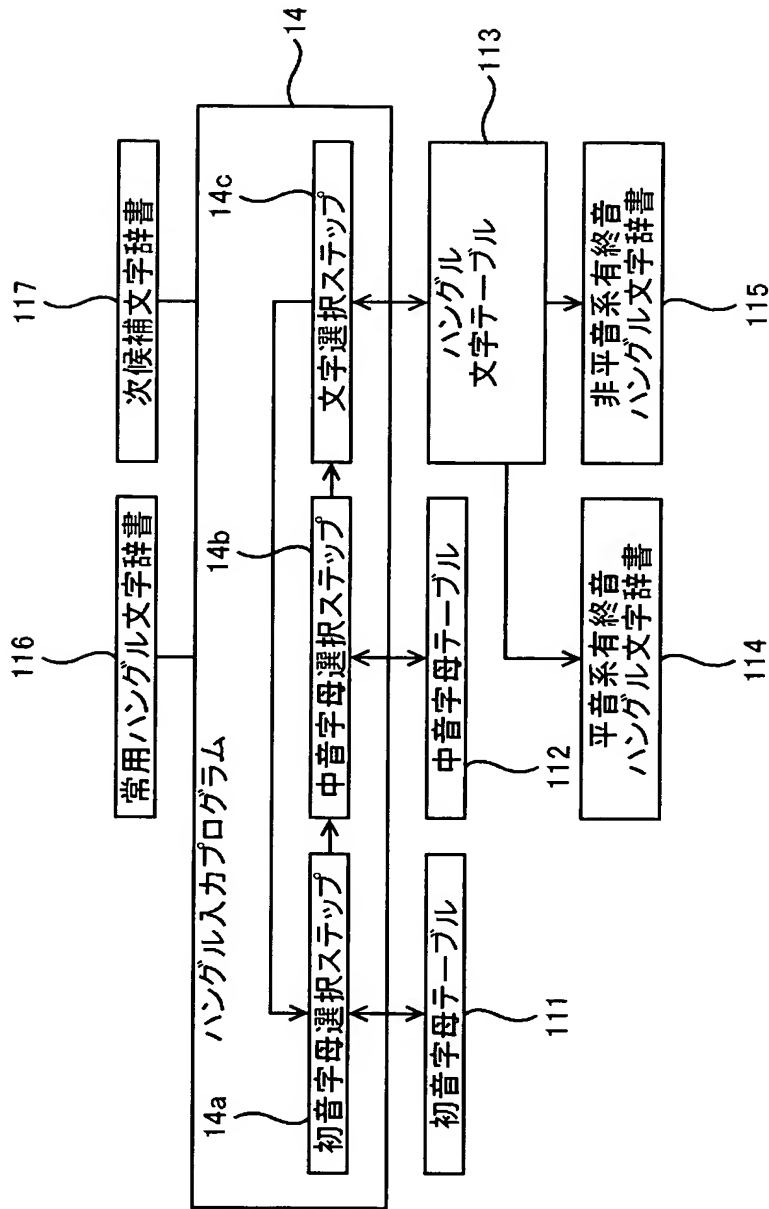 116
117
常用ハングル文字辞書
次候補文字辞書
14
ハングル入力プログラム
14a
14b
14c
初音字母選択ステップ
中音字母選択ステップ
文字選択ステップ
初音字母テーブル
中音字母テーブル
ハングル
文字テーブル
111
112
113
平音系有終音
ハングル文字辞書
非平音系有終音
ハングル文字辞書
114
115